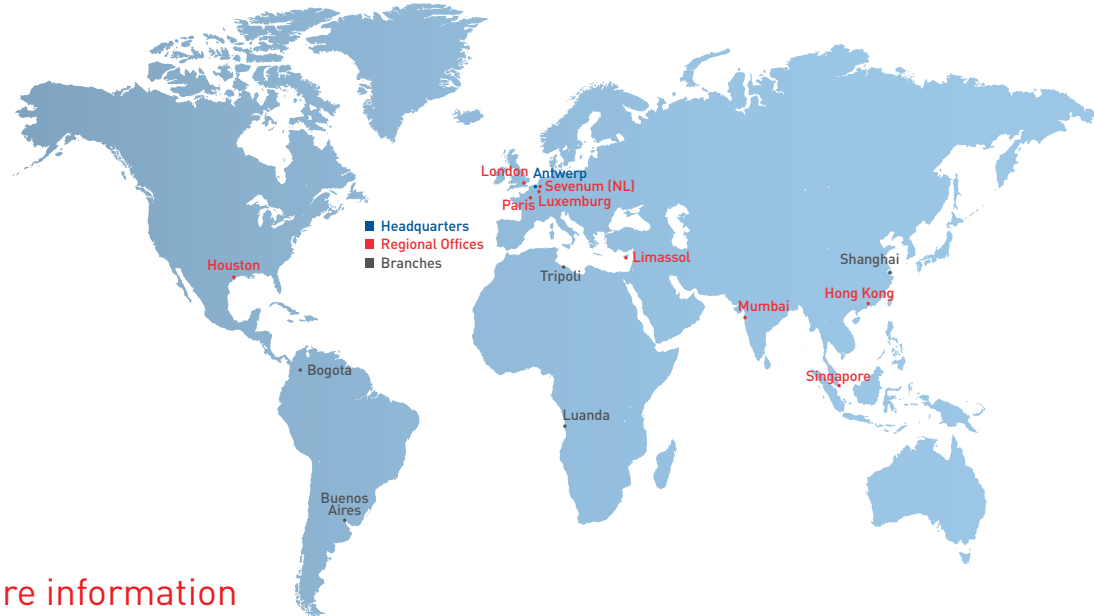 London
Antwerp
Sevenum (NL)
Paris
Luxemburg
Headquarters
Regional Offices
Branches
Houston
Tripoli
Limassol
Shanghai
Mumbai
Hong Kong
Bogota
Singapore
Luanda
Buenos
Aires
re information